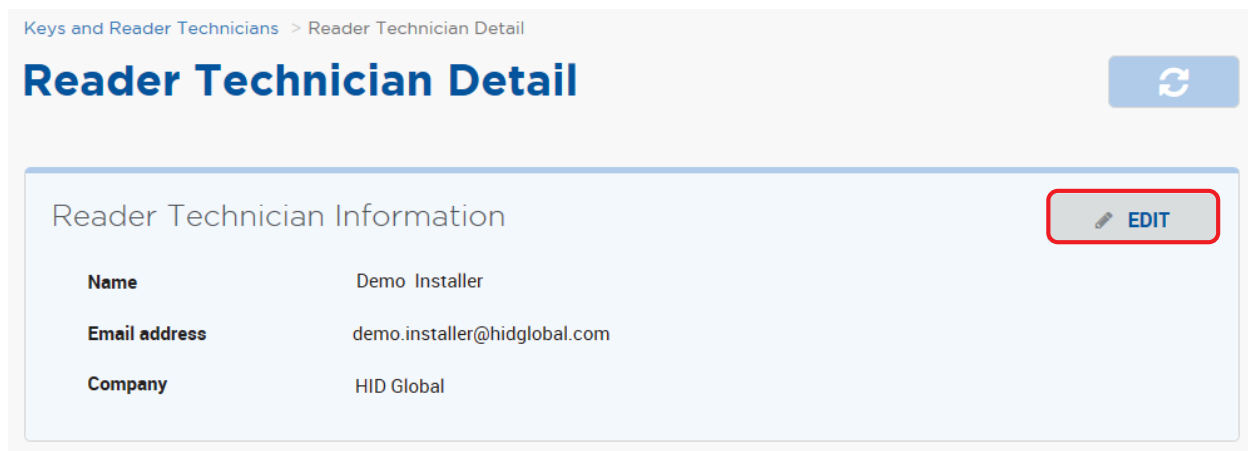 Keys and Reader Technicians > Reader Technician Detail
Reader Technician Detail
Reader Technician Information
EDIT
Name Demo Installer
Email address demo.installer@hidglobal.com
Company HID Global